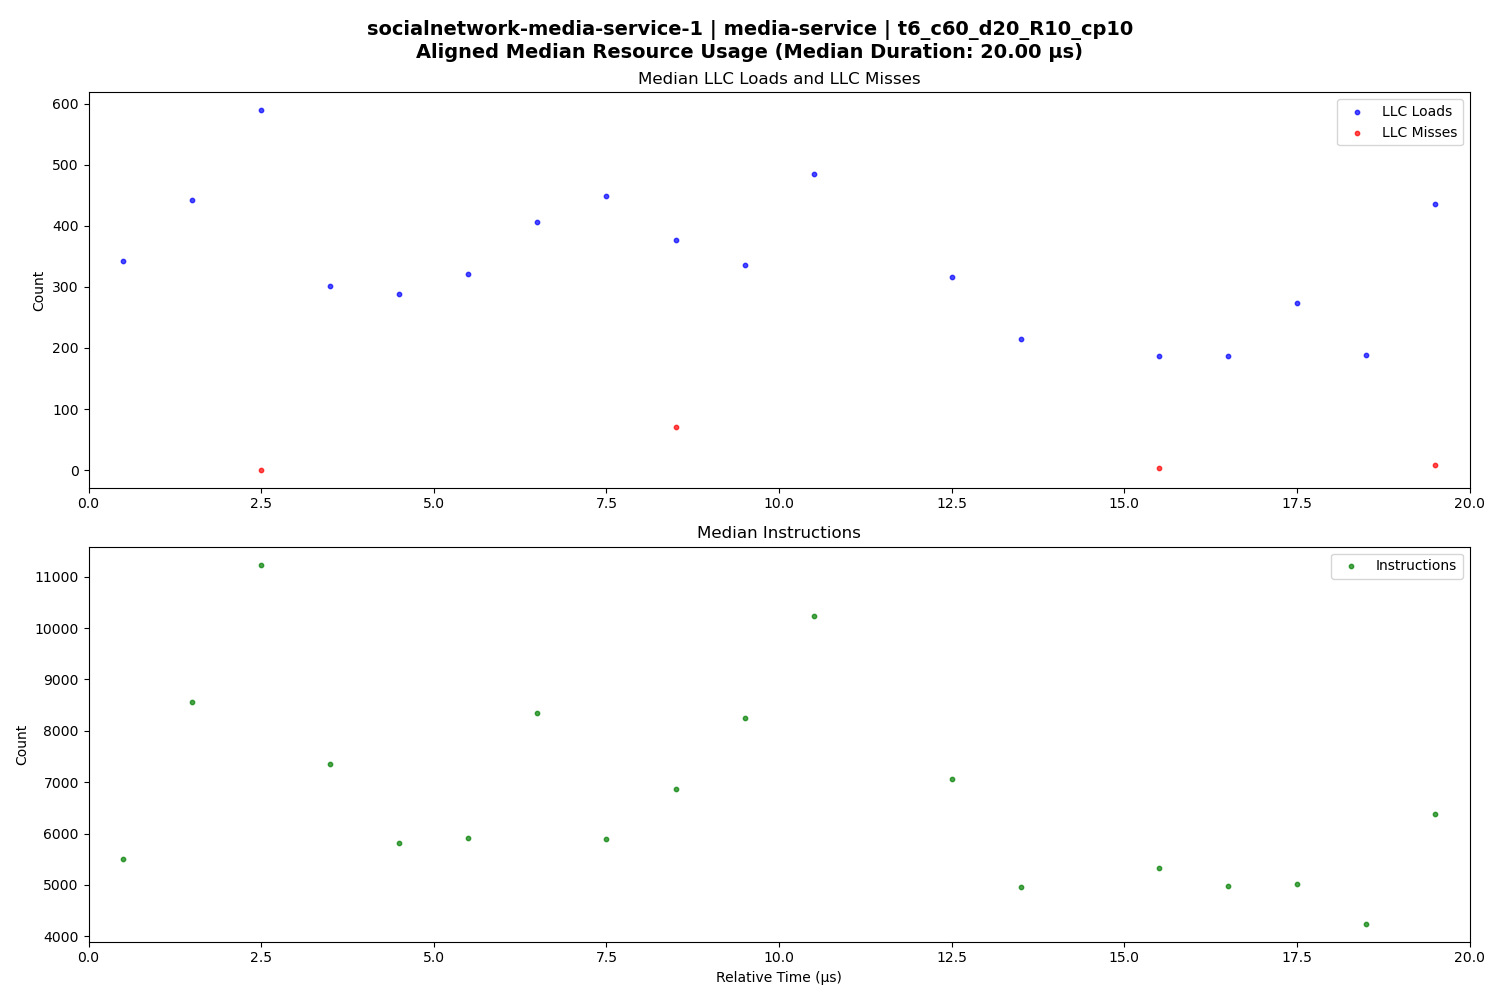 socialnetwork-media-service-1 | media-service | t6_c60_d20_R10_cp10
Aligned Median Resource Usage (Median Duration: 20.00 µs)
Median LLC Loads and LLC Misses
LLC Loads
LLC Misses
Count
600
500
400
300
200
100
0
0.0 2.5 5.0 7.5 10.0 12.5 15.0 17.5 20.0
Median Instructions
Instructions
Count
11000
10000
9000
8000
7000
6000
5000
4000
0.0 2.5 5.0 7.5 10.0 12.5 15.0 17.5 20.0
Relative Time (µs)